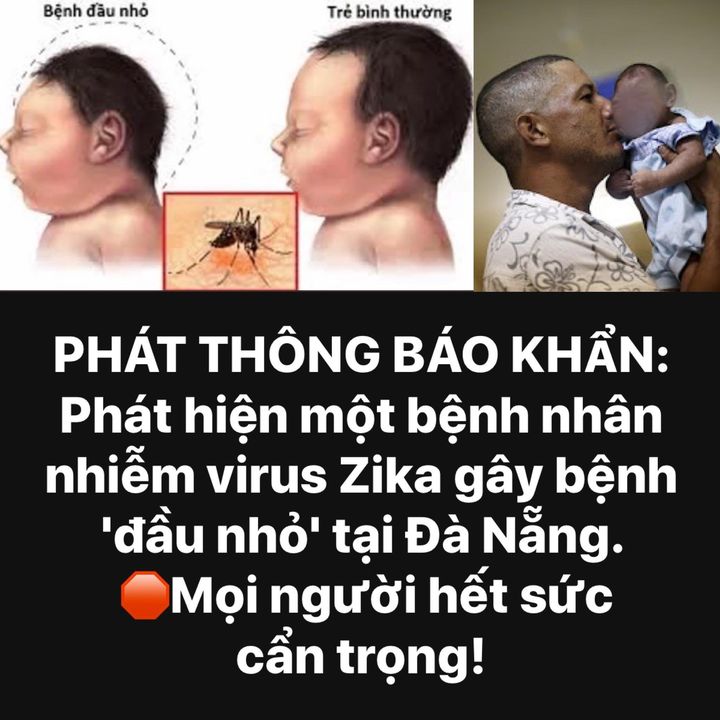 Bệnh đầu nhỏ
Trẻ bình thường
PHÁT THÔNG BÁO KHẨN:
Phát hiện một bệnh nhân
nhiễm virus Zika gây bệnh
'đầu nhỏ' tại Đà Nẵng.
🛑Mọi người hết sức
cẩn trọng!